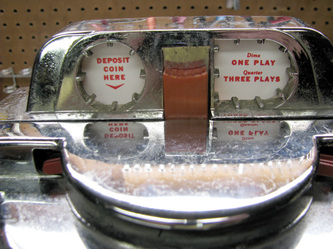 DEPOSIT
COIN
HERE
Dime
ONE PLAY
Quarter
THREE PLAYS